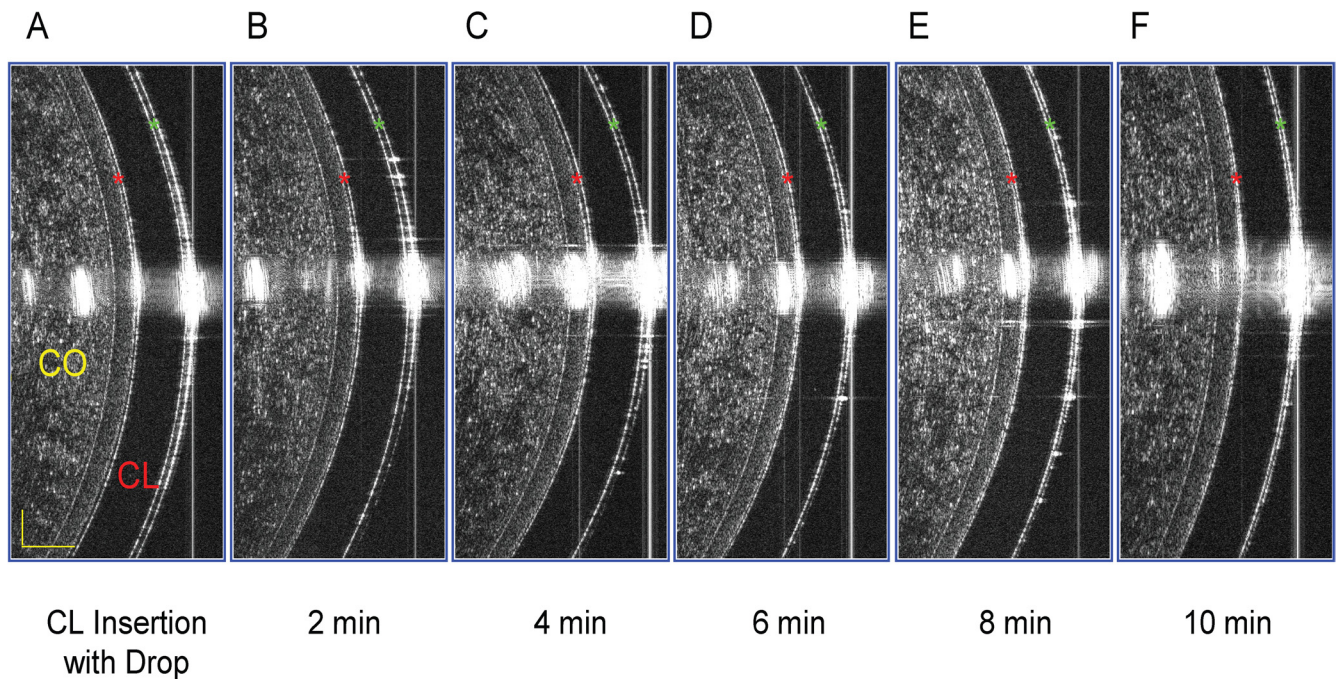 A B C D E F
* * * * * *
* * * * * *
CO
CL
CL Insertion 2 min 4 min 6 min 8 min 10 min
with Drop